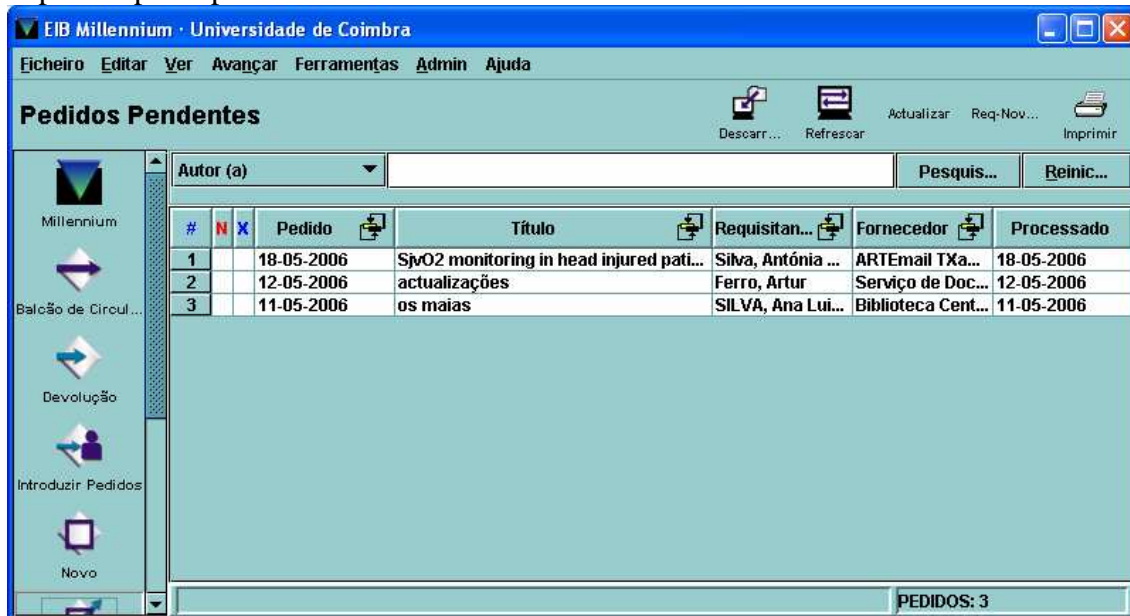 EIB Millennium · Universidade de Coimbra
Ficheiro Editar Ver Avançar Ferramentas Admin Ajuda
Pedidos Pendentes
Descarr... Refrescar Actualizar Req-Nov... Imprimir
Autor (a) Pesquis... Reinic...
# N X Pedido Título Requisitan... Fornecedor Processado
1 18-05-2006 SjvO2 monitoring in head injured pati... Silva, Antónia ... ARTEmail TXa... 18-05-2006
2 12-05-2006 actualizações Ferro, Artur Serviço de Doc... 12-05-2006
3 11-05-2006 os maias SILVA, Ana Lui... Biblioteca Cent... 11-05-2006
Millennium
Balcão de Circul...
Devolução
Introduzir Pedidos
Novo
PEDIDOS: 3